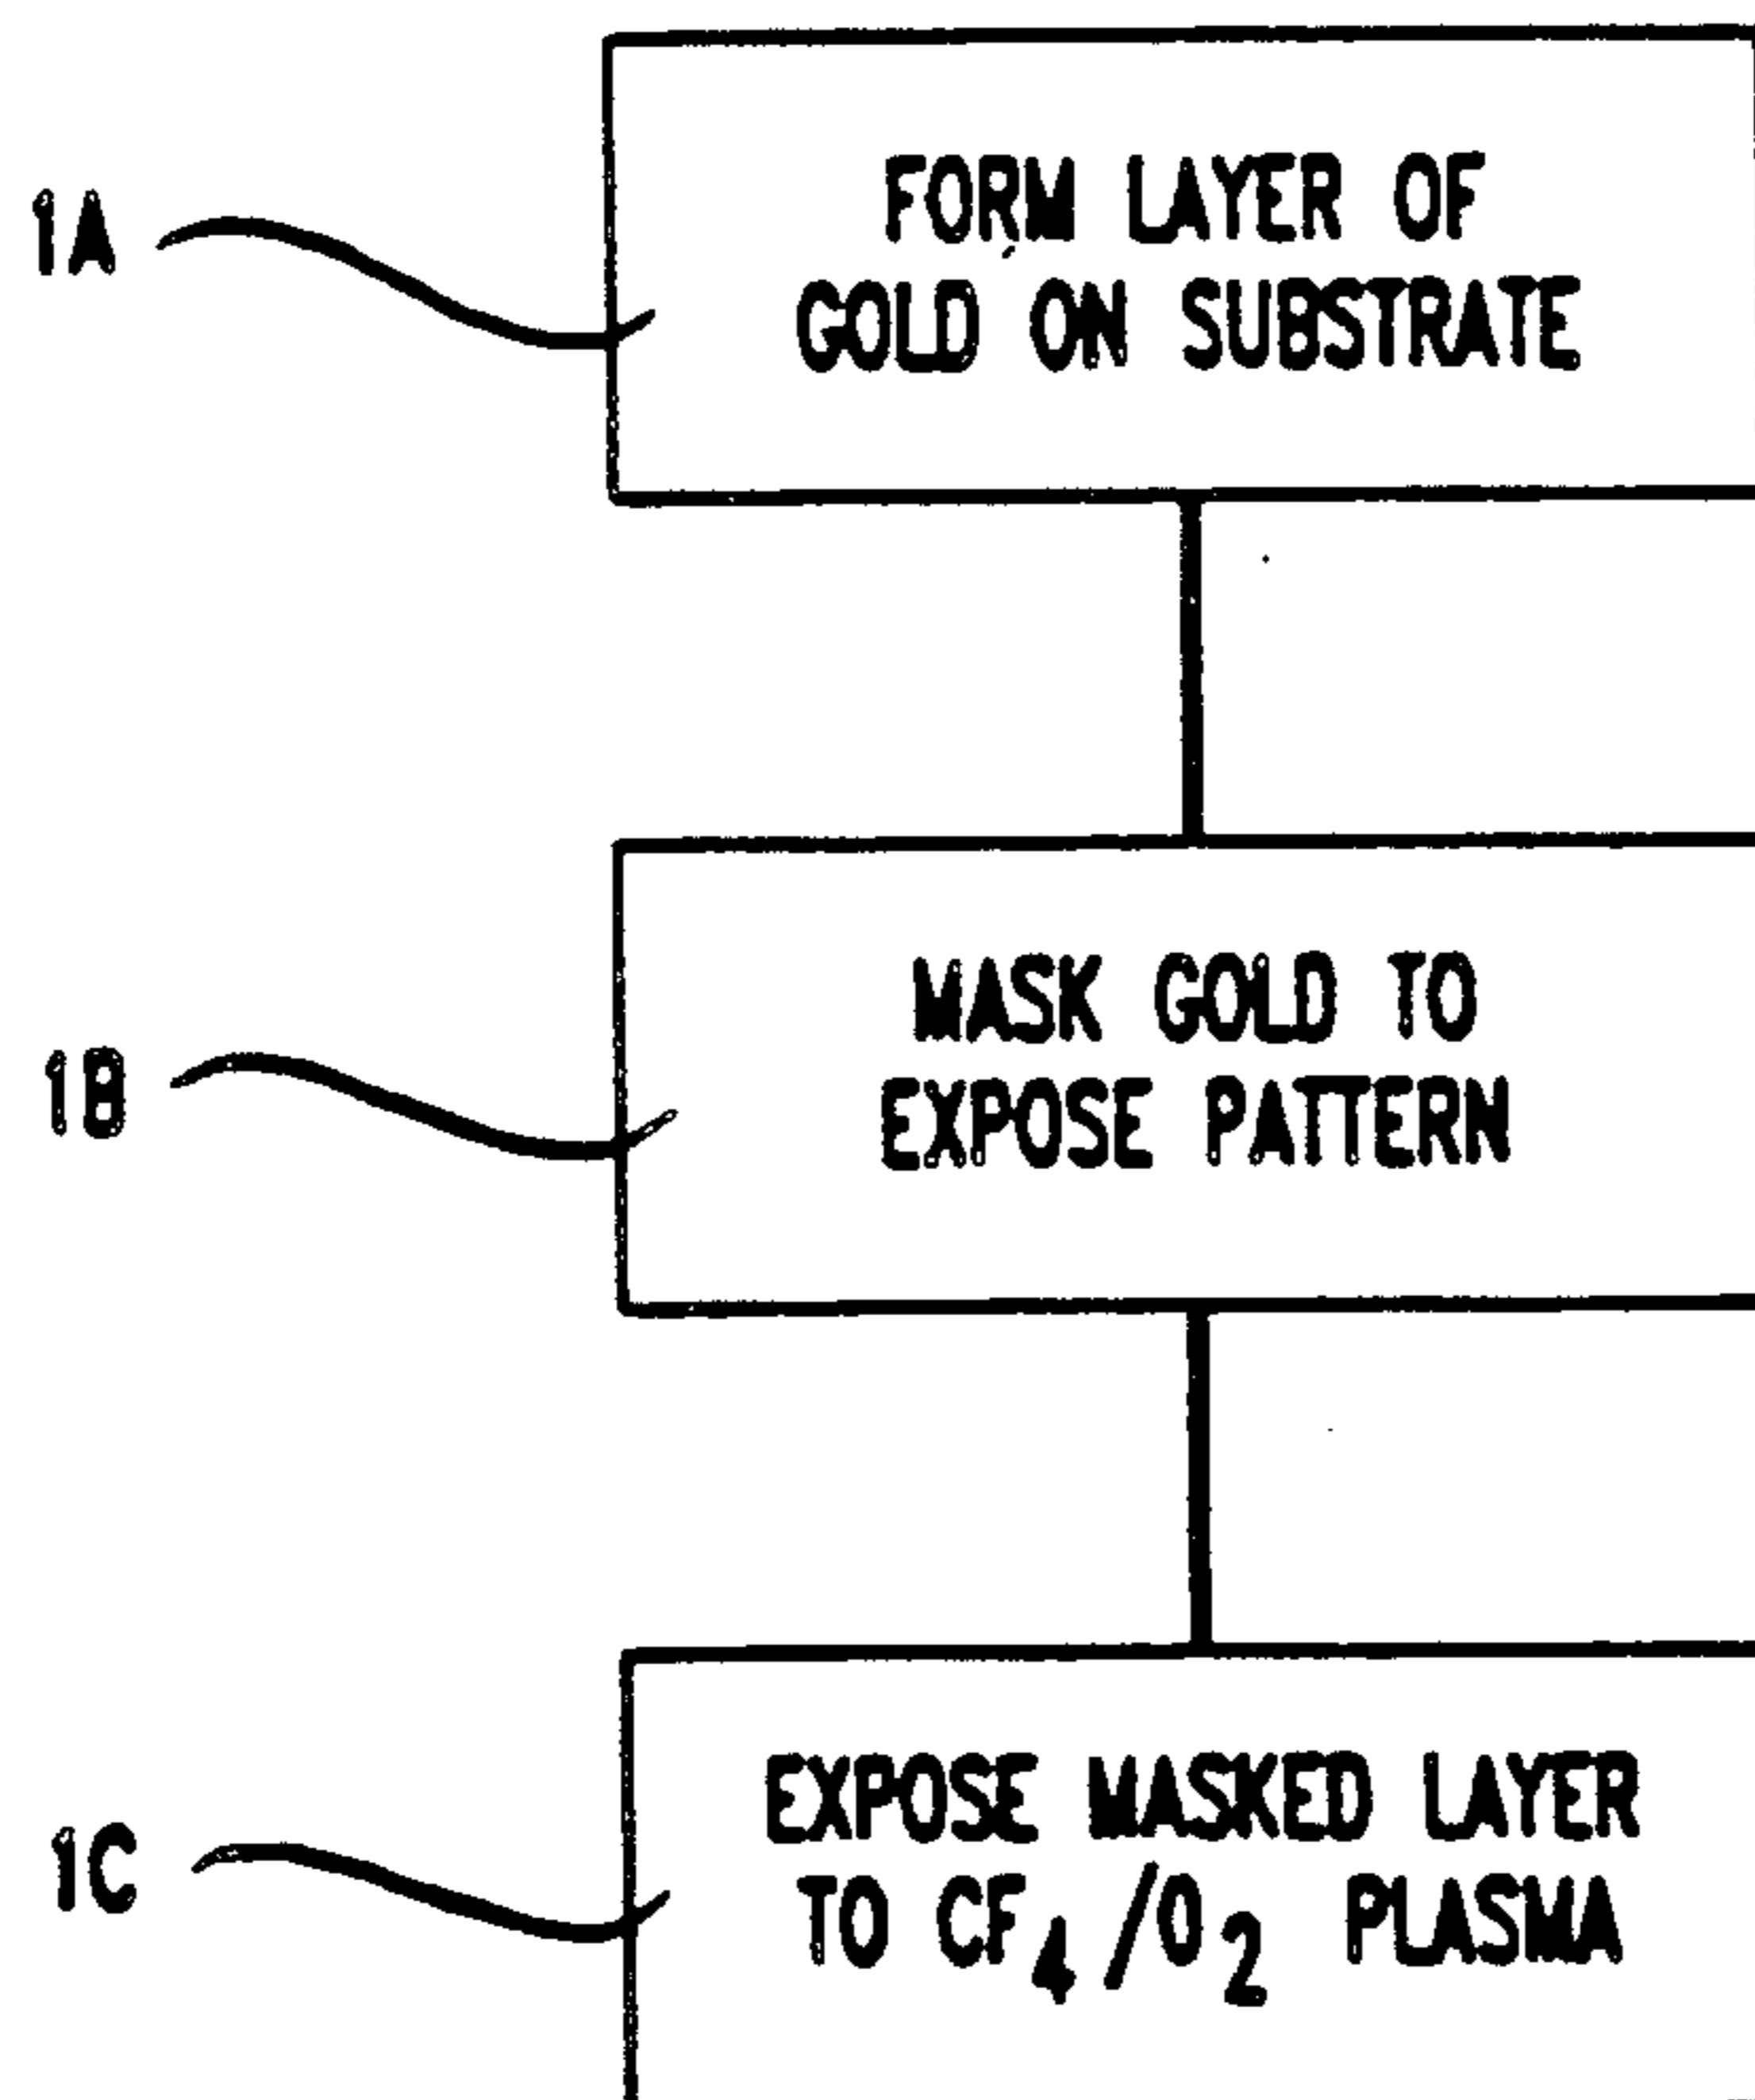 1A
FORM LAYER OF
GOLD ON SUBSTRATE
1B
MASK GOLD TO
EXPOSE PATTERN
1C
EXPOSE MASKED LAYER
TO CF4/O2 PLASMA